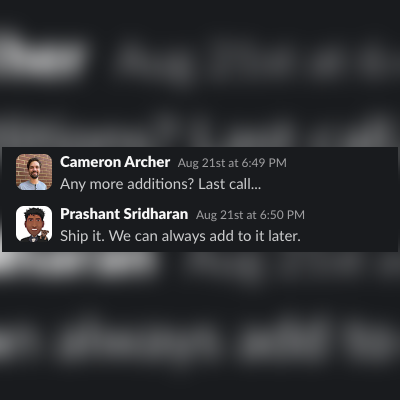 Cameron Archer Aug 21st at 6:49 PM
Any more additions? Last call...
Prashant Sridharan Aug 21st at 6:50 PM
Ship it. We can always add to it later.